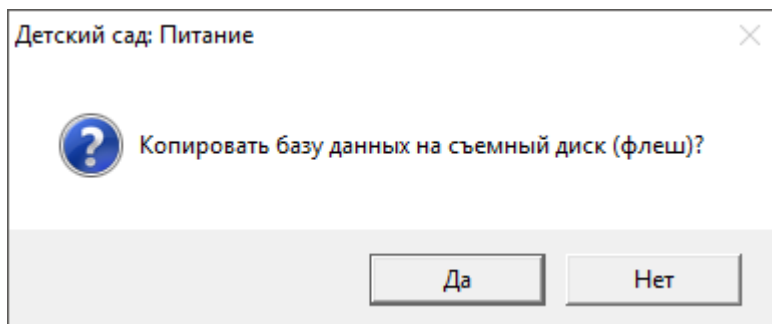 Детский сад: Питание
Копировать базу данных на съемный диск (флеш)?
Да
Нет